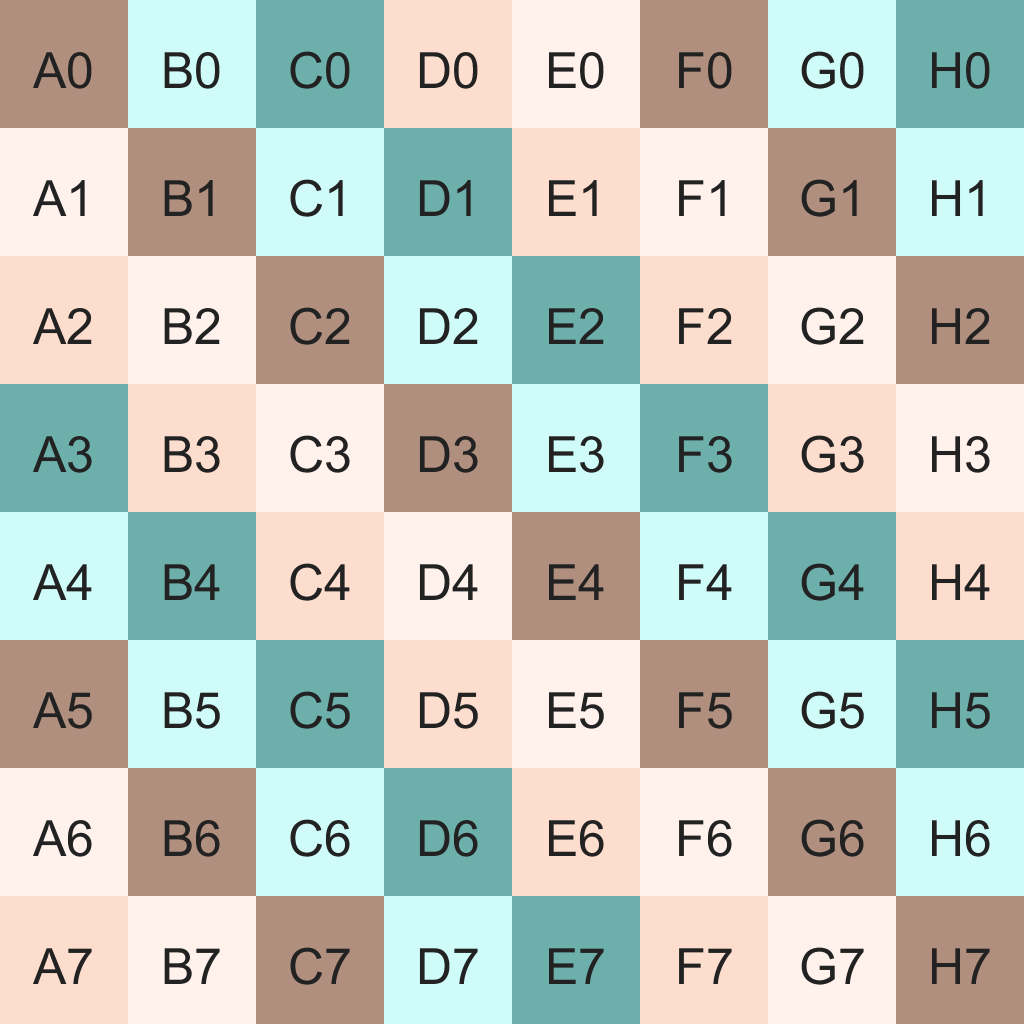 A0 B0 C0 D0 E0 F0 G0 H0
A1 B1 C1 D1 E1 F1 G1 H1
A2 B2 C2 D2 E2 F2 G2 H2
A3 B3 C3 D3 E3 F3 G3 H3
A4 B4 C4 D4 E4 F4 G4 H4
A5 B5 C5 D5 E5 F5 G5 H5
A6 B6 C6 D6 E6 F6 G6 H6
A7 B7 C7 D7 E7 F7 G7 H7